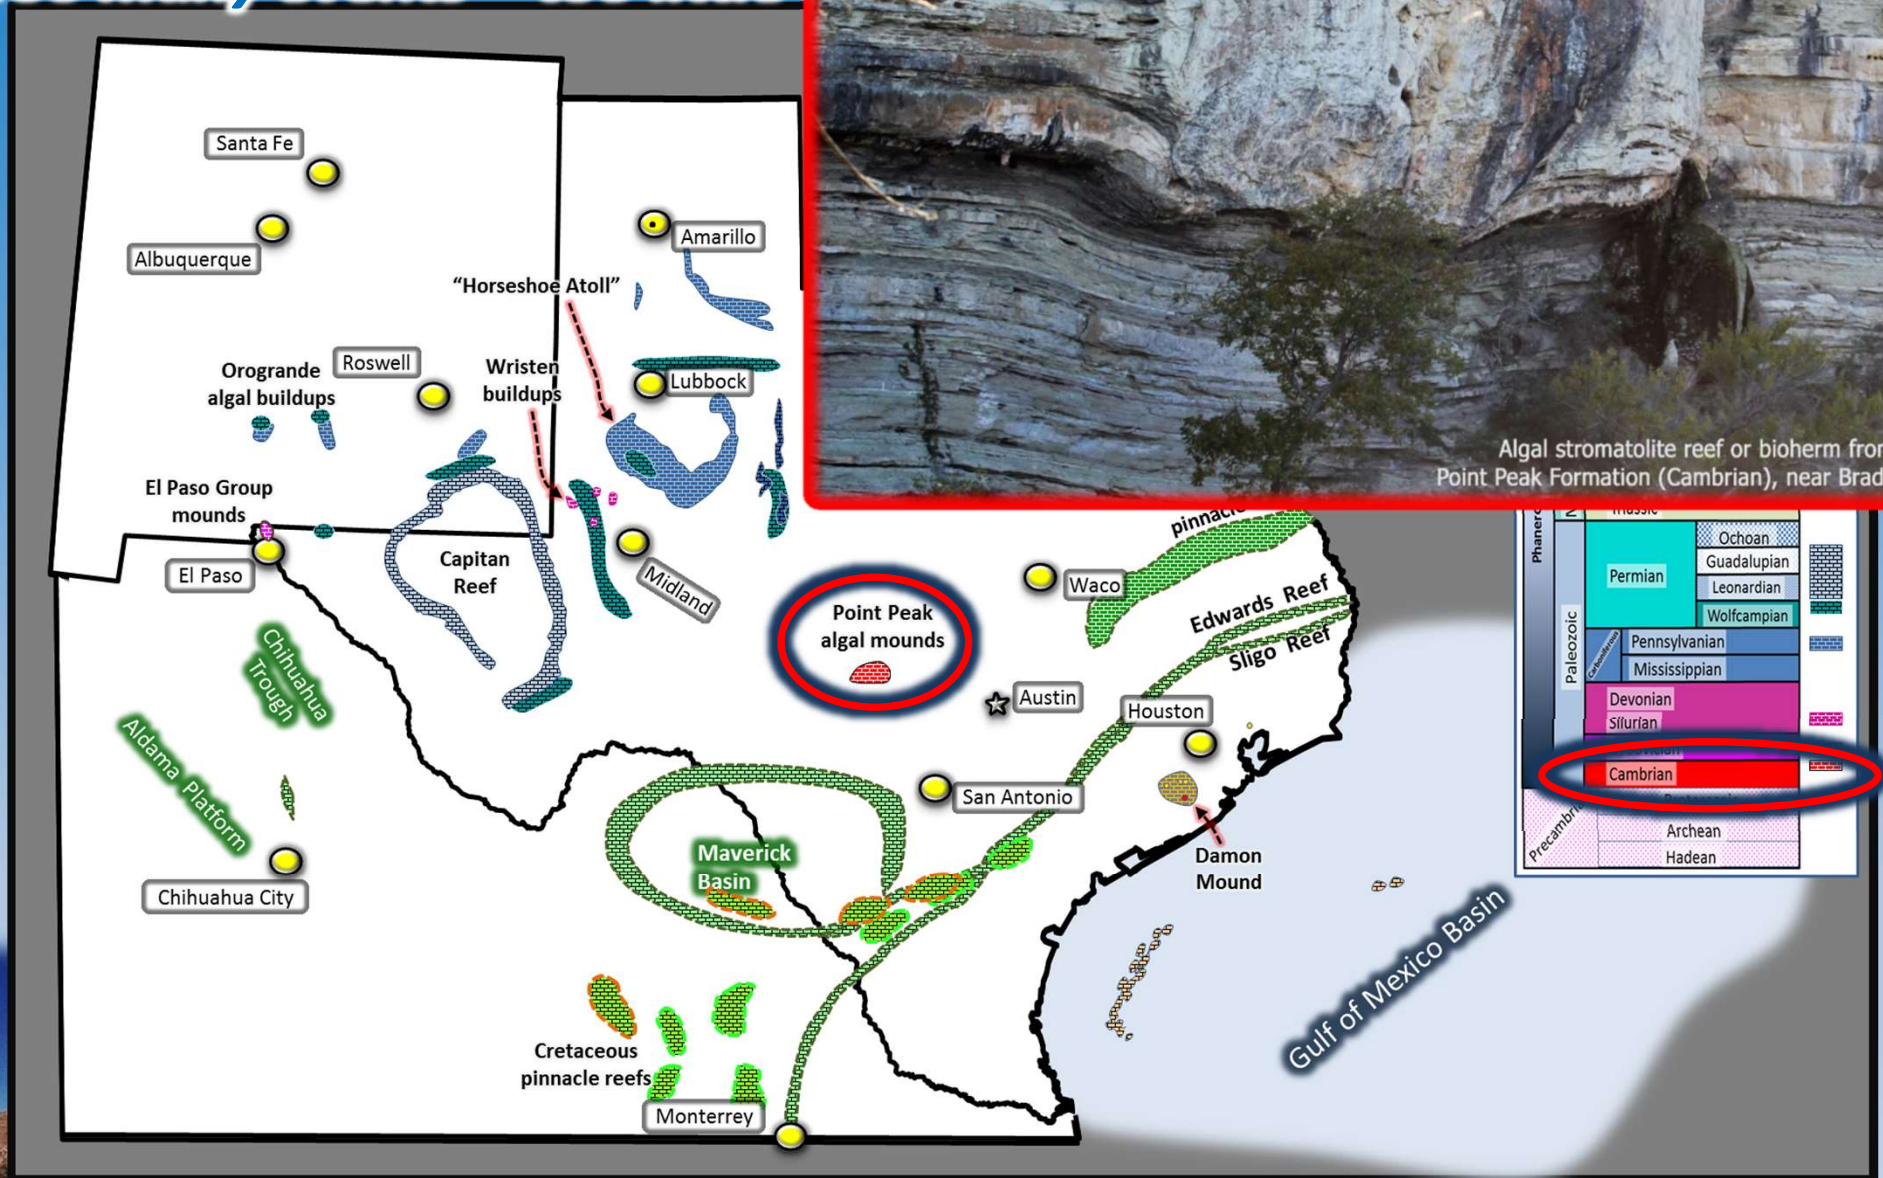 Santa Fe
Albuquerque
Amarillo
“Horseshoe Atoll”
Orogrande
algal buildups
Roswell
Wristen
buildups
Lubbock
El Paso Group
mounds
El Paso
Capitan
Reef
Midland
Point Peak
algal mounds
Waco
Edwards Reef
Sligo Reef
Austin
Houston
San Antonio
Chihuahua
Trough
Aldama Platform
Chihuahua City
Maverick
Basin
Damon
Mound
Cretaceous
pinnacle reefs
Monterrey
Gulf of Mexico Basin
Algal stromatolite reef or bioherm
Point Peak Formation (Cambrian), near
Paleozoic
Permian
Ochoan
Guadalupian
Leonardian
Wolfcampian
Carboniferous
Pennsylvanian
Mississippian
Devonian
Silurian
Cambrian
Archean
Hadean